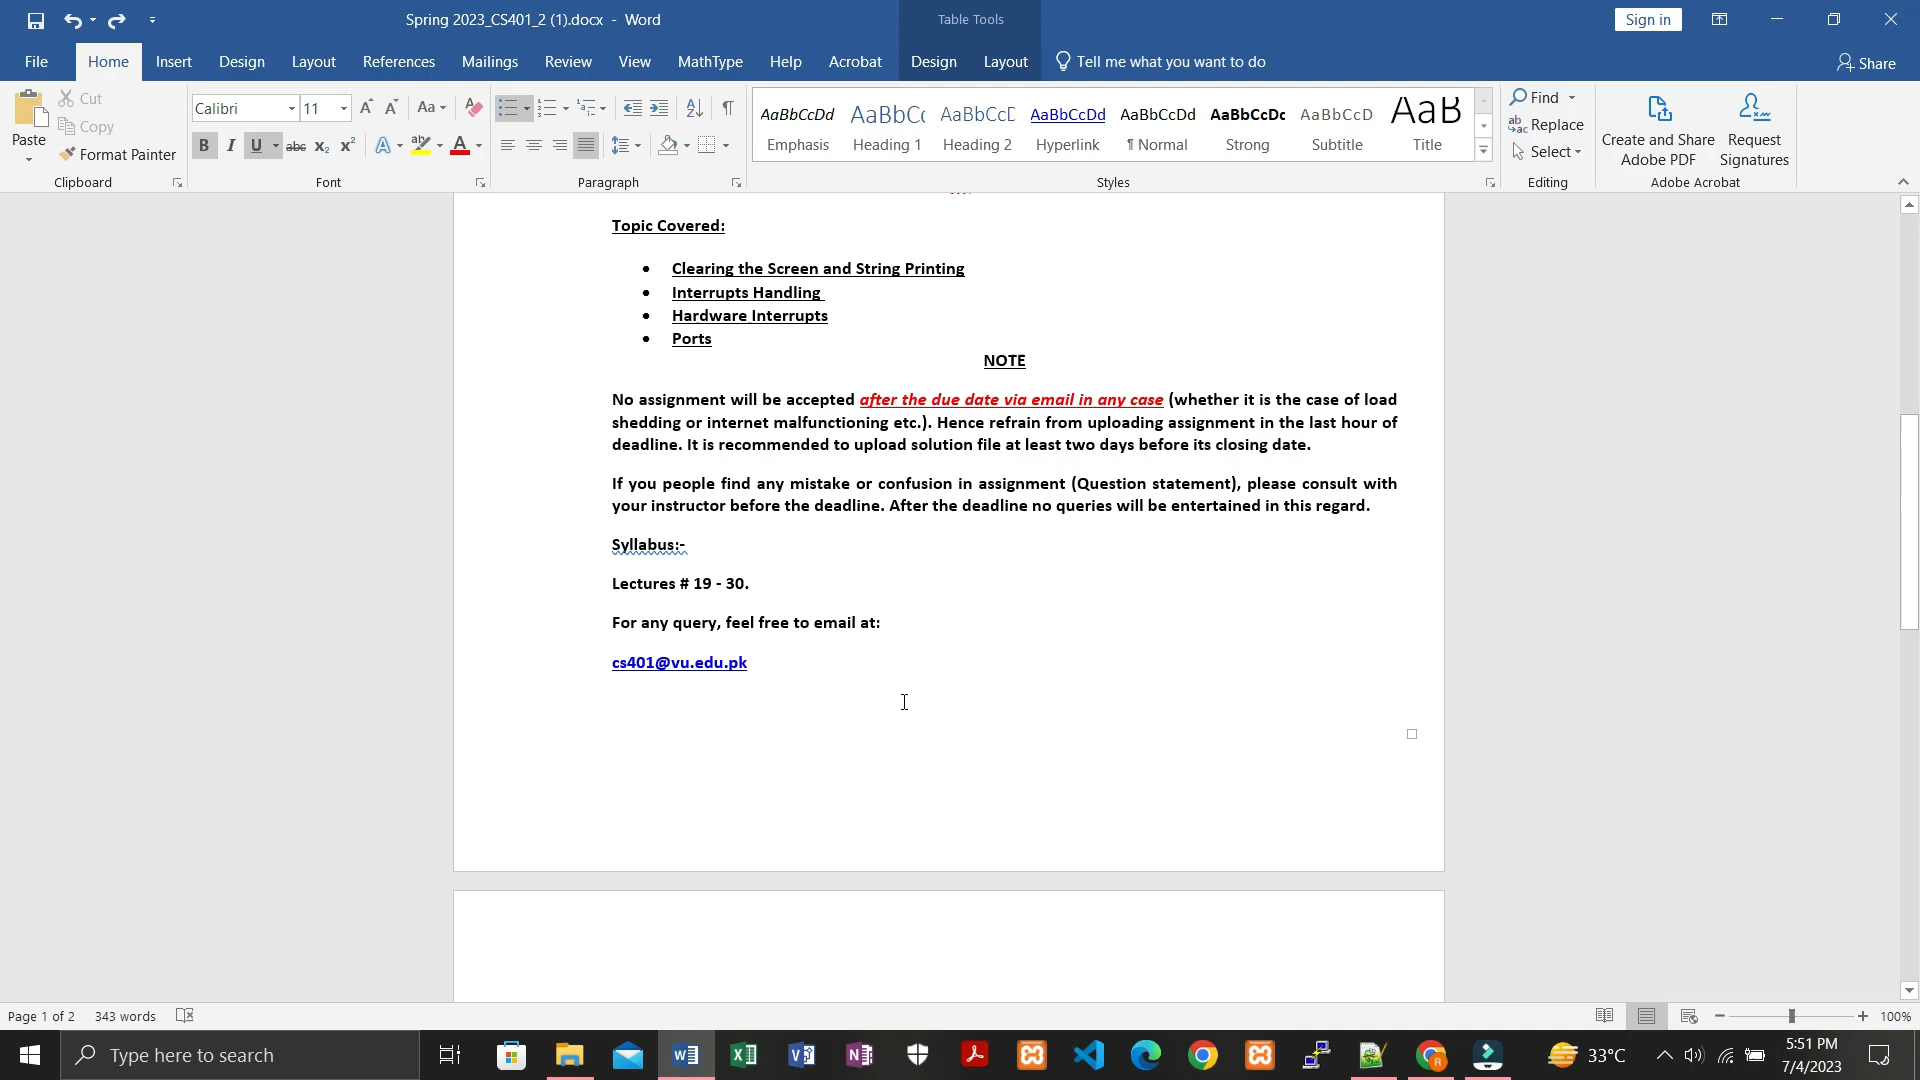 Spring 2023_CS401_2 (1).docx - Word
Table Tools
Sign in
File Home Insert Design Layout References Mailings Review View MathType Help Acrobat Design Layout Tell me what you want to do Share
Paste
Cut
Copy
Format Painter
Clipboard
Calibri 11
Font
Paragraph
AaBbCcDd AaBbCc AaBbCcD AaBbCcDd AaBbCcDd AaBbCcDc AaBbCcD AaB
Emphasis Heading 1 Heading 2 Hyperlink ¶ Normal Strong Subtitle Title
Styles
Find
Replace
Select
Editing
Create and Share Adobe PDF
Request Signatures
Adobe Acrobat
Topic Covered:
• Clearing the Screen and String Printing
• Interrupts Handling
• Hardware Interrupts
• Ports
NOTE
No assignment will be accepted after the due date via email in any case (whether it is the case of load
shedding or internet malfunctioning etc.). Hence refrain from uploading assignment in the last hour of
deadline. It is recommended to upload solution file at least two days before its closing date.
If you people find any mistake or confusion in assignment (Question statement), please consult with
your instructor before the deadline. After the deadline no queries will be entertained in this regard.
Syllabus:-
Lectures # 19 - 30.
For any query, feel free to email at:
cs401@vu.edu.pk
Page 1 of 2 343 words 100%
Type here to search
33°C
5:51 PM
7/4/2023